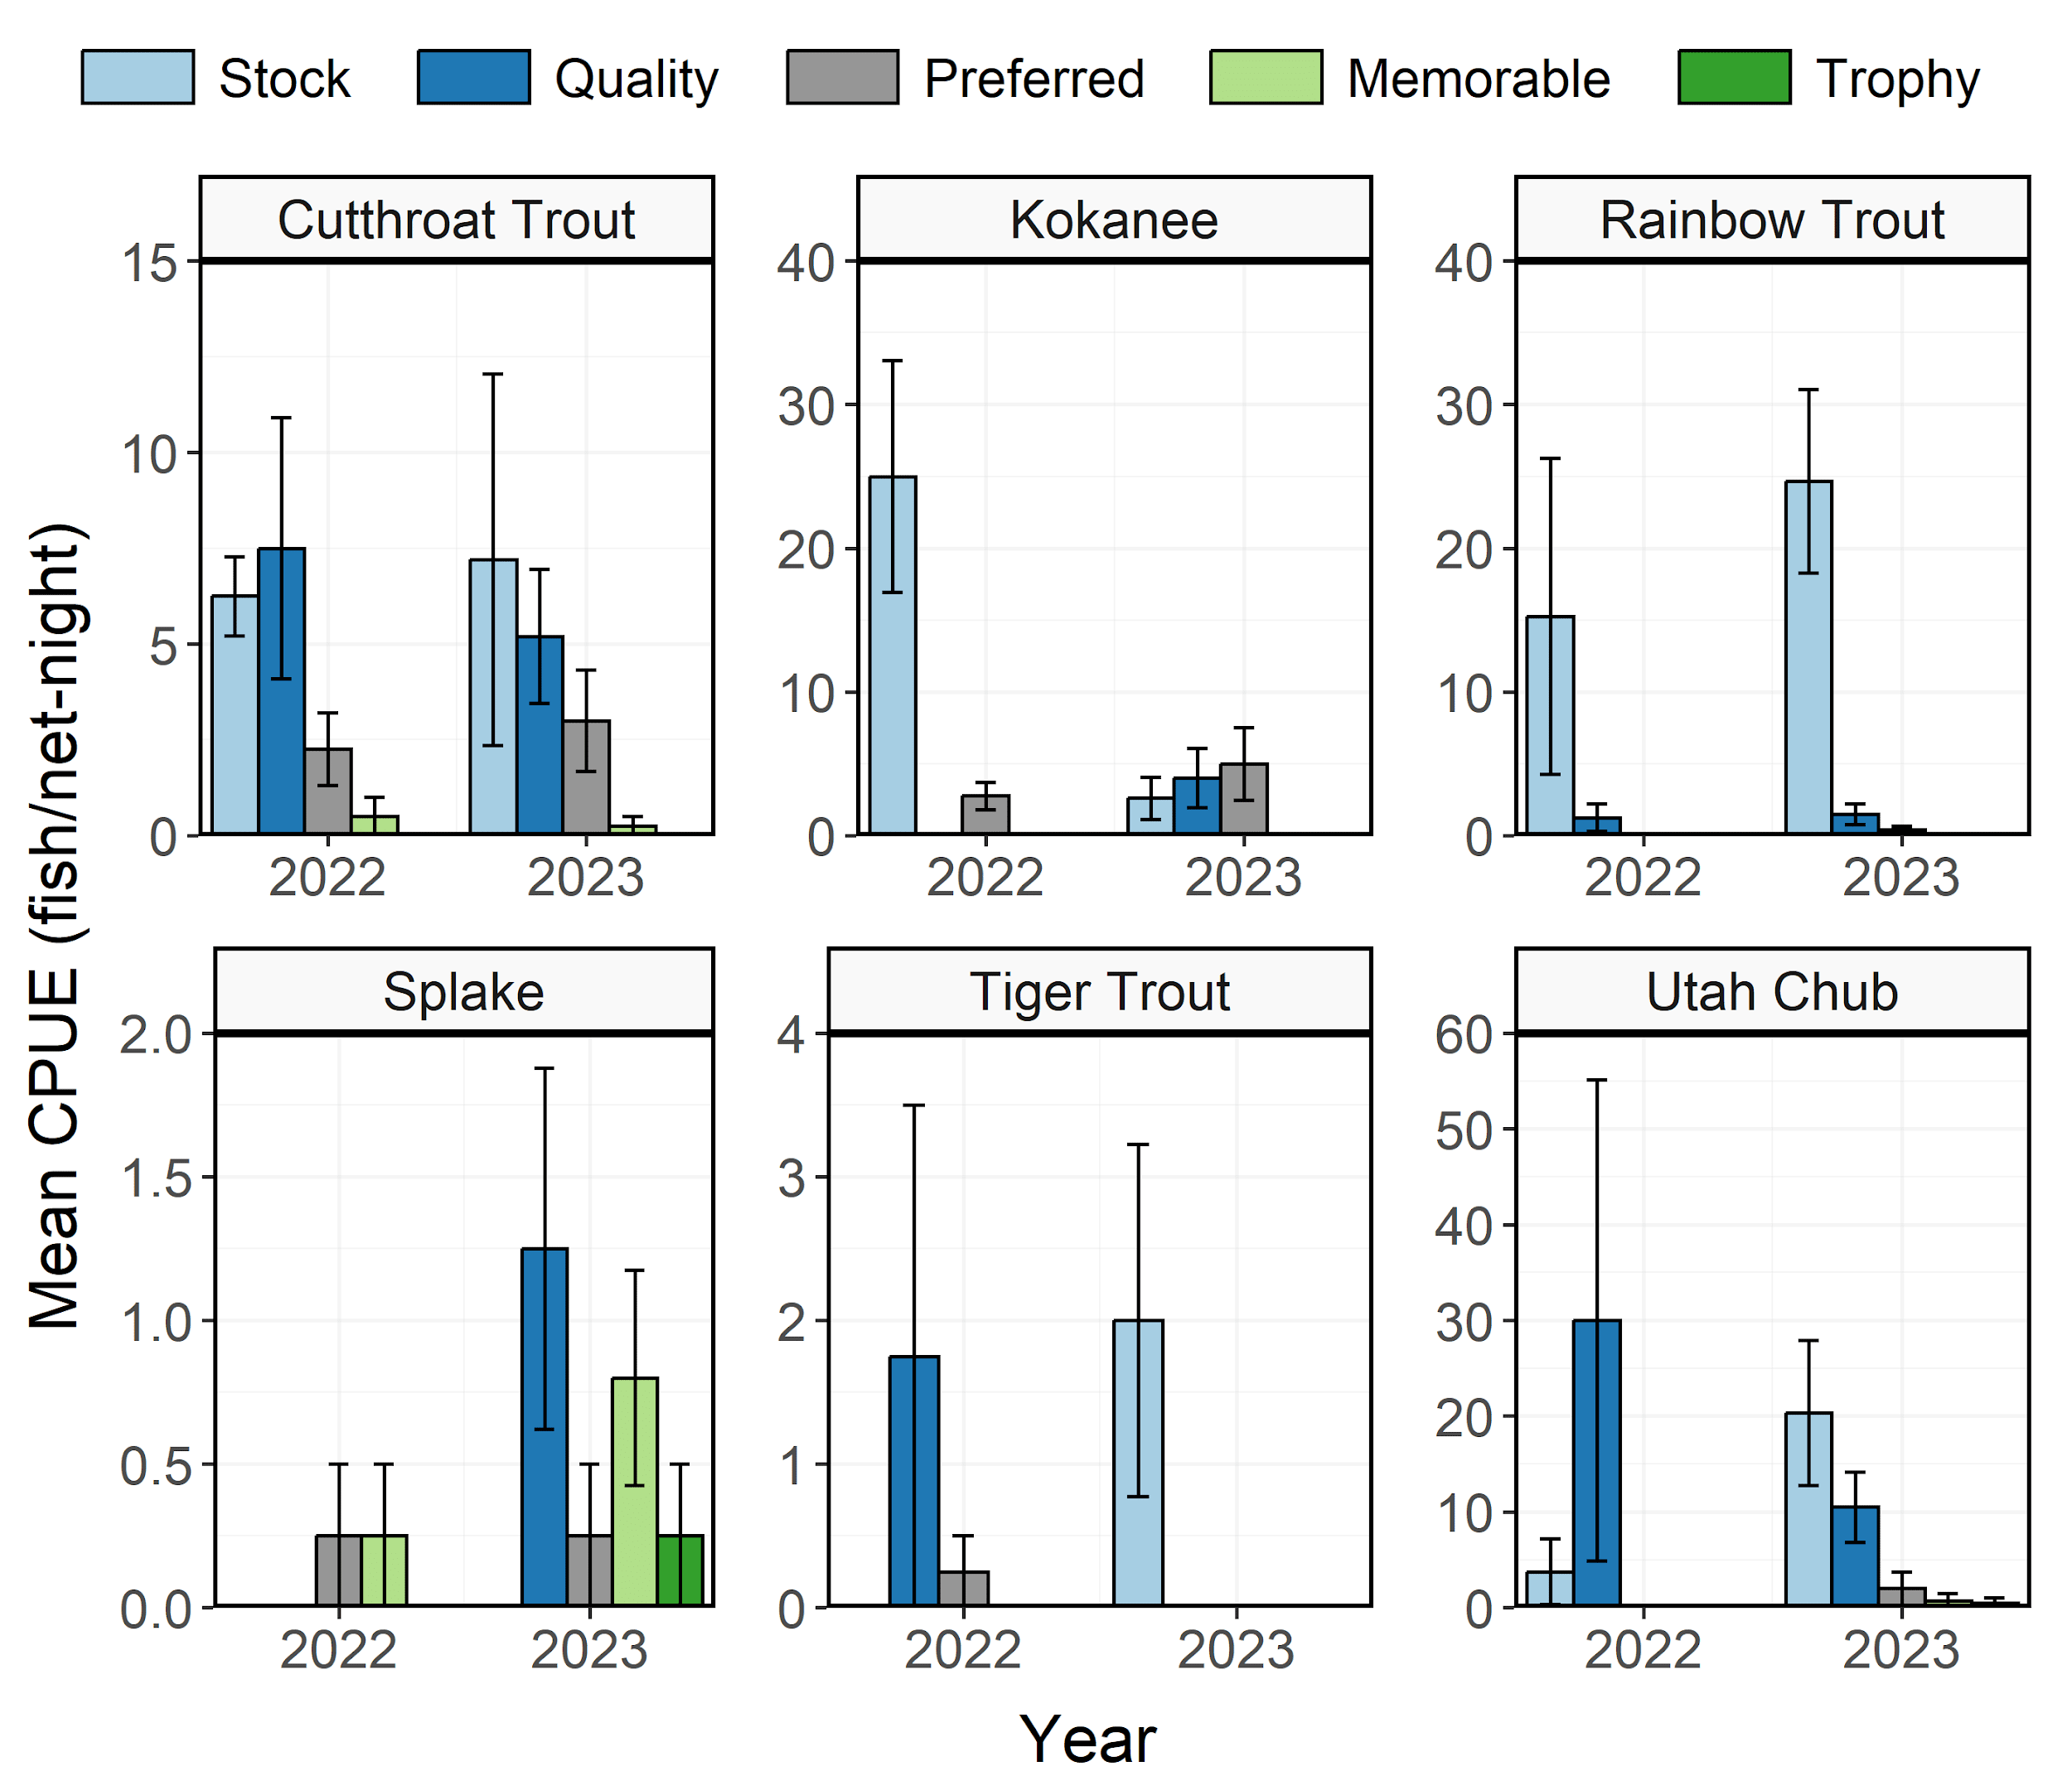 Stock Quality Preferred Memorable Trophy
Cutthroat Trout Kokanee Rainbow Trout
15 40 40
10 30 30
5 20 20
0 10 10
0 0
2022 2023 2022 2023 2022 2023
Mean CPUE (fish/net-night)
Splake Tiger Trout Utah Chub
2.0 4 60
1.5 3 50
1.0 2 40
0.5 1 30
0.0 0 20
10
0
2022 2023 2022 2023 2022 2023
Year